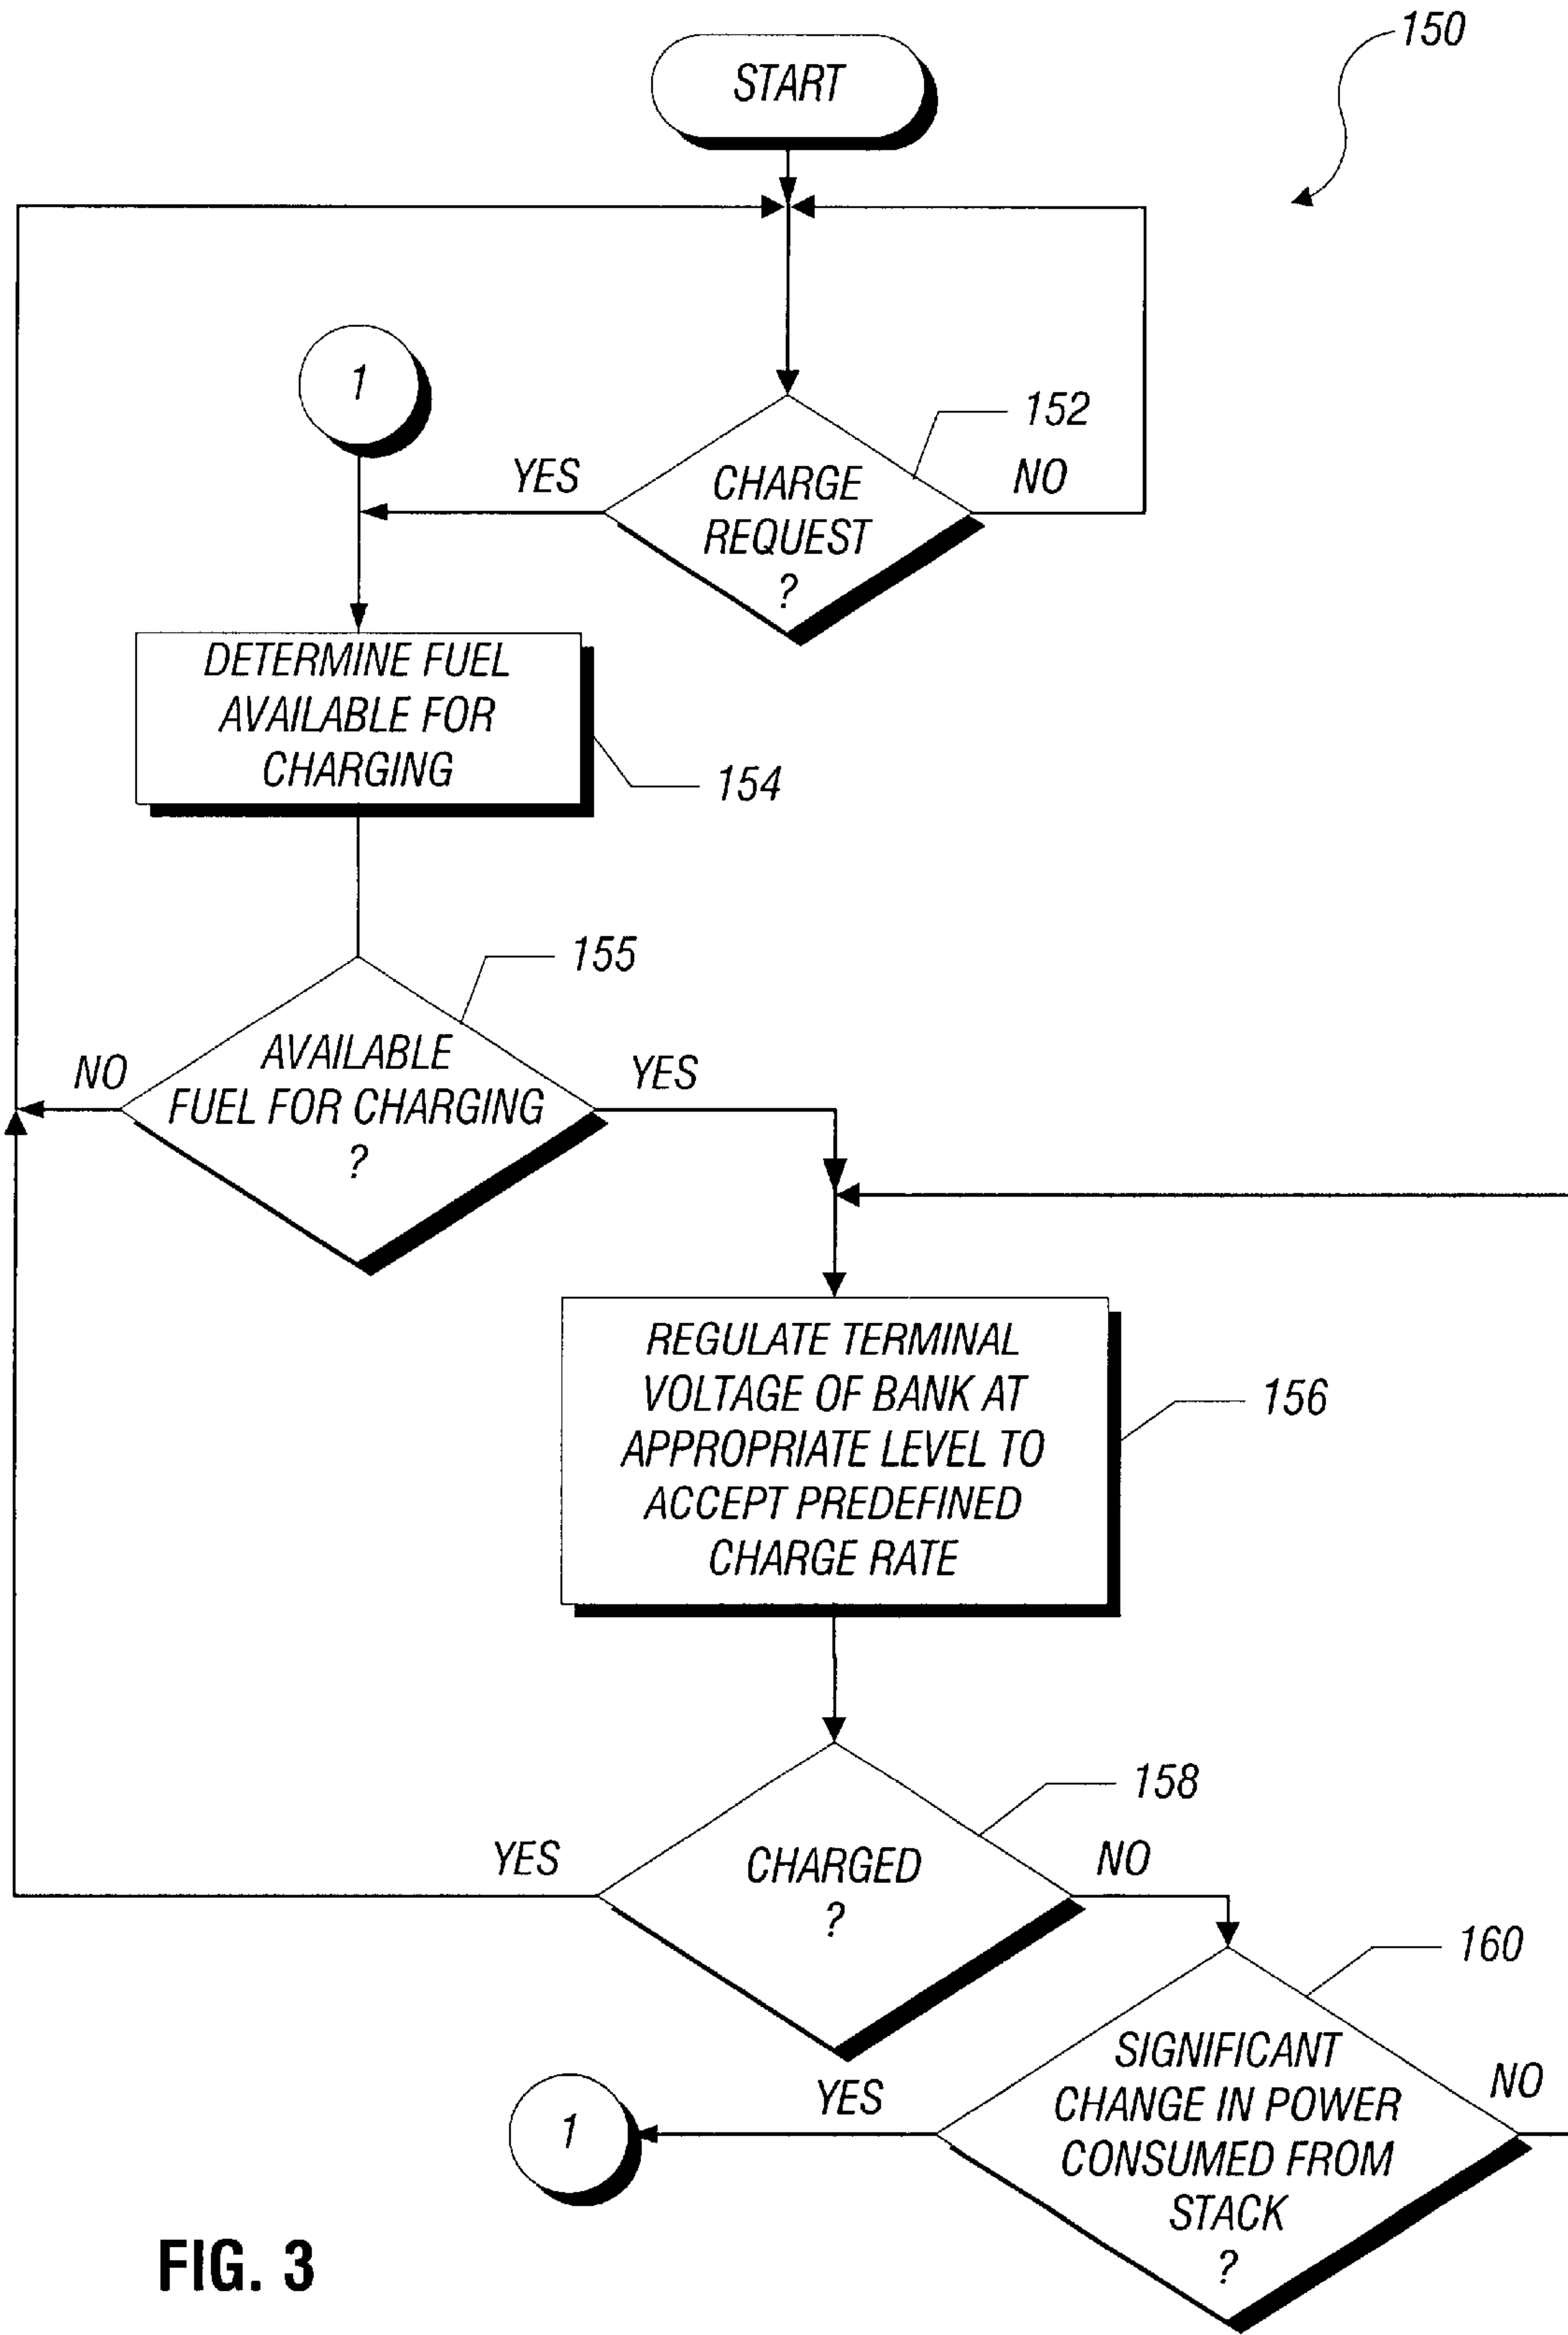 150
START
1
152
YES
NO
CHARGE
REQUEST
?
DETERMINE FUEL
AVAILABLE FOR
CHARGING
154
155
NO
AVAILABLE
FUEL FOR CHARGING
?
YES
REGULATE TERMINAL
VOLTAGE OF BANK AT
APPROPRIATE LEVEL TO
ACCEPT PREDEFINED
CHARGE RATE
156
158
YES
CHARGED
?
NO
160
SIGNIFICANT
CHANGE IN POWER
CONSUMED FROM
STACK
?
YES
NO
1
FIG. 3